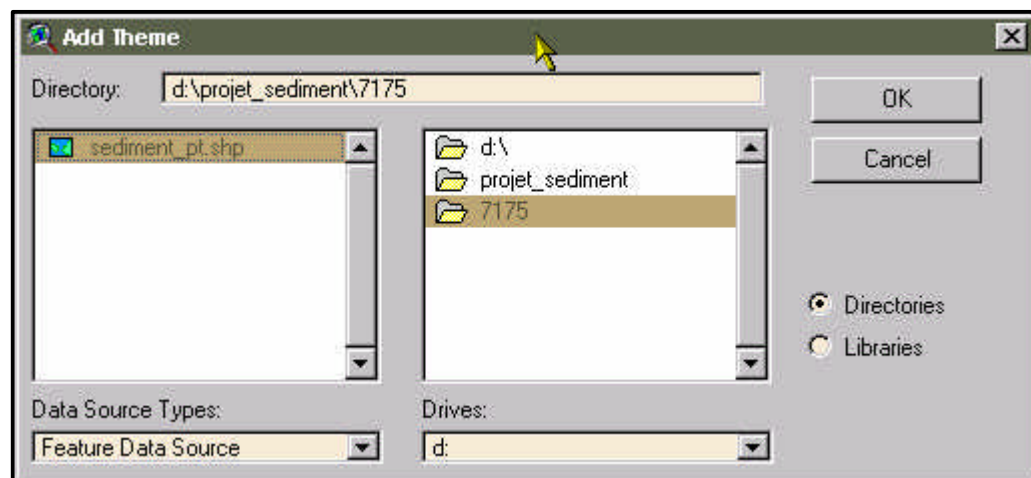 Add Theme
Directory: d:\projet_sediment\7175
OK
sediment_pt.shp
d:\
projet_sediment
7175
Cancel
Directories
Libraries
Data Source Types:
Drives:
Feature Data Source
d: